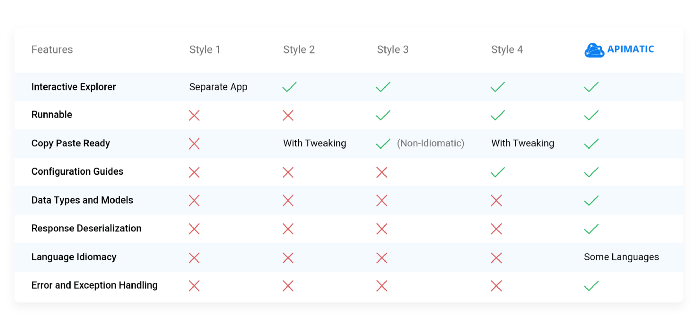 Features Style 1 Style 2 Style 3 Style 4 APIMATIC
Interactive Explorer Separate App
Runnable
Copy Paste Ready With Tweaking (Non-Idiomatic) With Tweaking
Configuration Guides
Data Types and Models
Response Deserialization
Language Idiomacy Some Languages
Error and Exception Handling